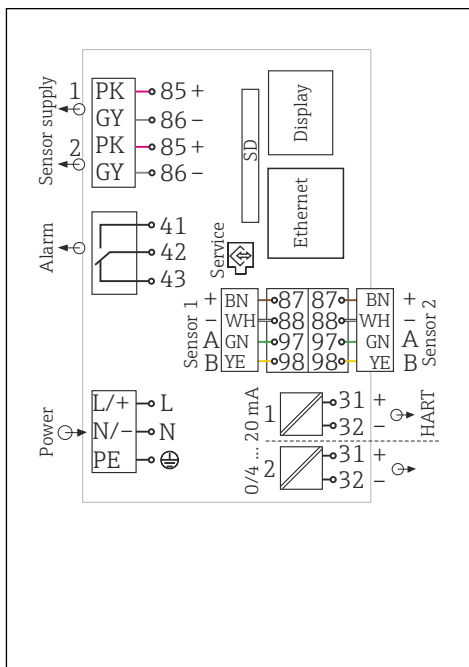 Sensor supply
1 PK 85 +
GY 86 –
2 PK 85 +
GY 86 –
SD
Display
Ethernet
Alarm
41
42
43
Service
Sensor 1
+ BN 87 87 BN +
– WH 88 88 WH –
A GN 97 97 GN A
B YE 98 98 YE B
Sensor 2
Power
L/+ L
N/- N
PE
0/4 ... 20 mA
1 31 +
32 –
HART
2 31 +
32 –